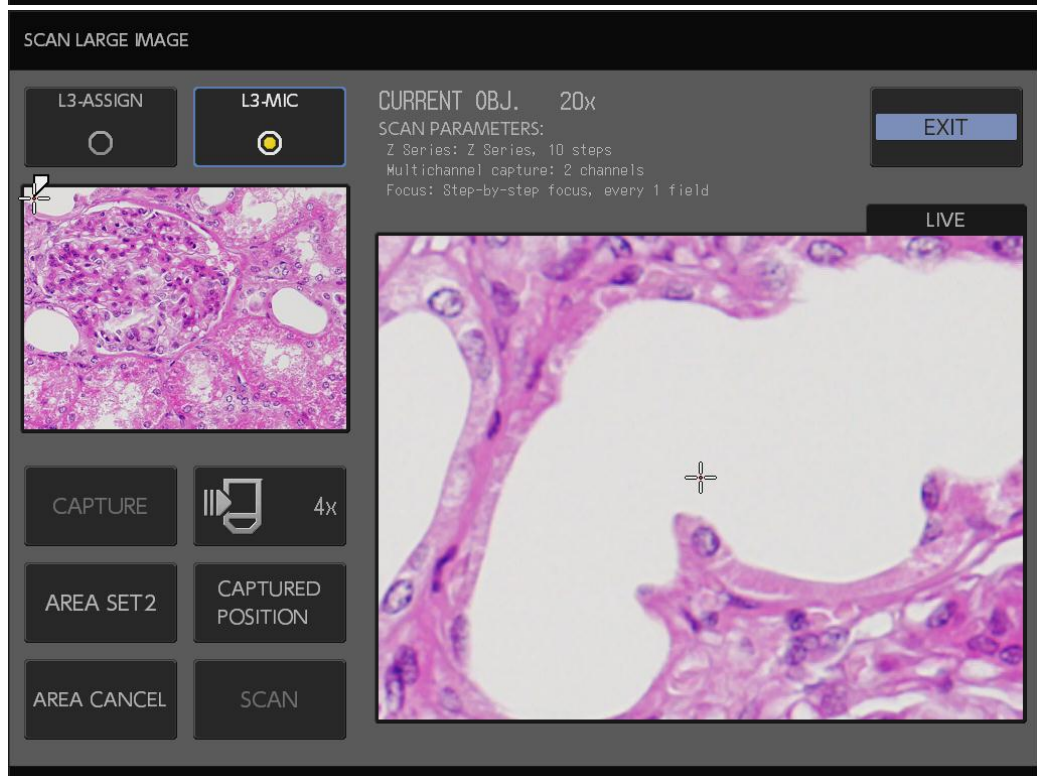 SCAN LARGE IMAGE
L3-ASSIGN
L3-MIC
CURRENT OBJ. 20x
SCAN PARAMETERS:
Z Series: Z Series, 10 steps
Multichannel capture: 2 channels
Focus: Step-by-step focus, every 1 field
EXIT
LIVE
CAPTURE
4x
AREA SET2
CAPTURED
POSITION
AREA CANCEL
SCAN